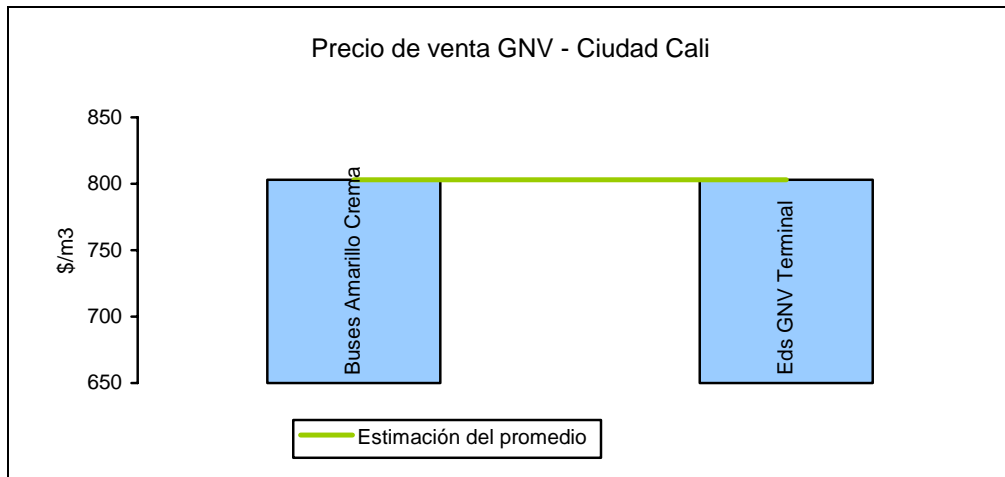 Precio de venta GNV - Ciudad Cali
850
800
750
700
650
$/m3
Buses Amarillo Crema
Eds GNV Terminal
Estimación del promedio